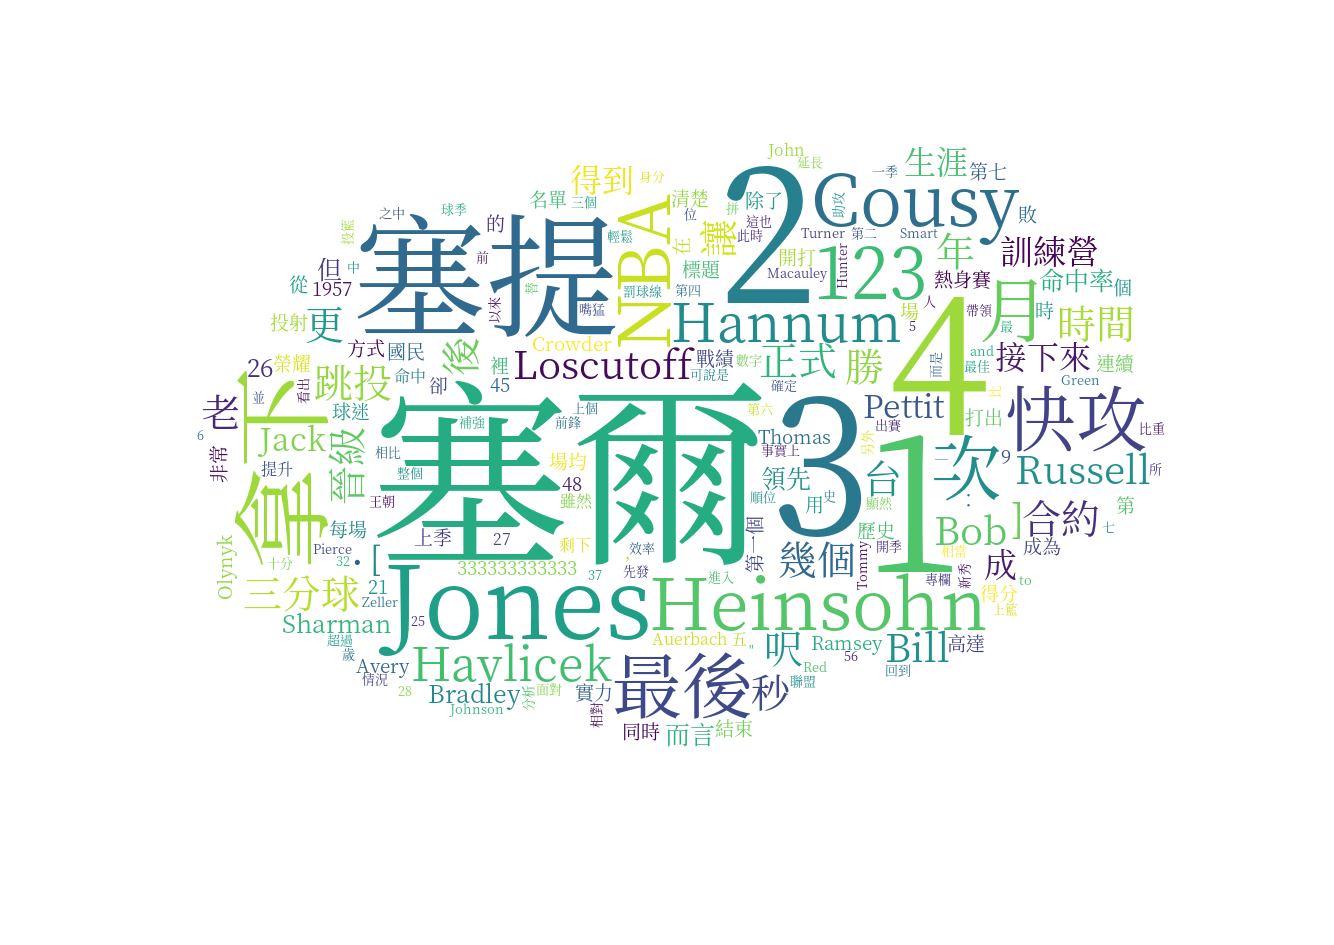 John
延長
一季
第七
生涯
得到
身分
名單
三個
清楚
除了
助攻
Cousy
敗
2
拼
位
這也
此時
Turner
第二
Smart
球季
之中
投籃
的
塞提
輕鬆
NBA
在
讓
標題
開打
Macauley
Hunter
123
年
訓練營
熱身賽
命中率
個
但
中
從
1957
前
以來
替
罰球線
第四
嘴猛
場
人
5
帶領
月
時
最
時間
投射
更
Hannum
4
方式
國民
後
裡
Crowder
Loscutoff
戰績
數字
可說是
正式
勝
而是
and
最佳
接下來
連續
Green
榮耀
26
看出
命中
卻
45
跳投
並
下
確定
元
老
球迷
補強
上個
前鋒
塞爾
第六
3
Pettit
出賽
打出
快攻
比重
6
Jack
晉級
相比
Thomas
事實上
另外
1
二
次
9
Russell
所
非常
提升
整個
場均
48
雖然
領先
順位
台
用
史
顯然
:
王朝
拿
每場
上季
27
剩下
,
效率
第一個
歷史
Bob
]
合約
第
七
成為
Pierce
32
十分
·
[
333333333333
37
先發
進入
幾個
Tommy
開季
相當
專欄
新秀
成
to
Olynyk
三分球
21
Zeller
25
Jones
Heinsohn
得分
上籃
Sharman
超過
歲
Auerbach
五
"
呎
Ramsey
56
Bill
高達
Avery
情況
28
Havlicek
最後
秒
Red
聯盟
回到
Bradley
Johnson
分析
面對
實力
相對
同時
而言
結束